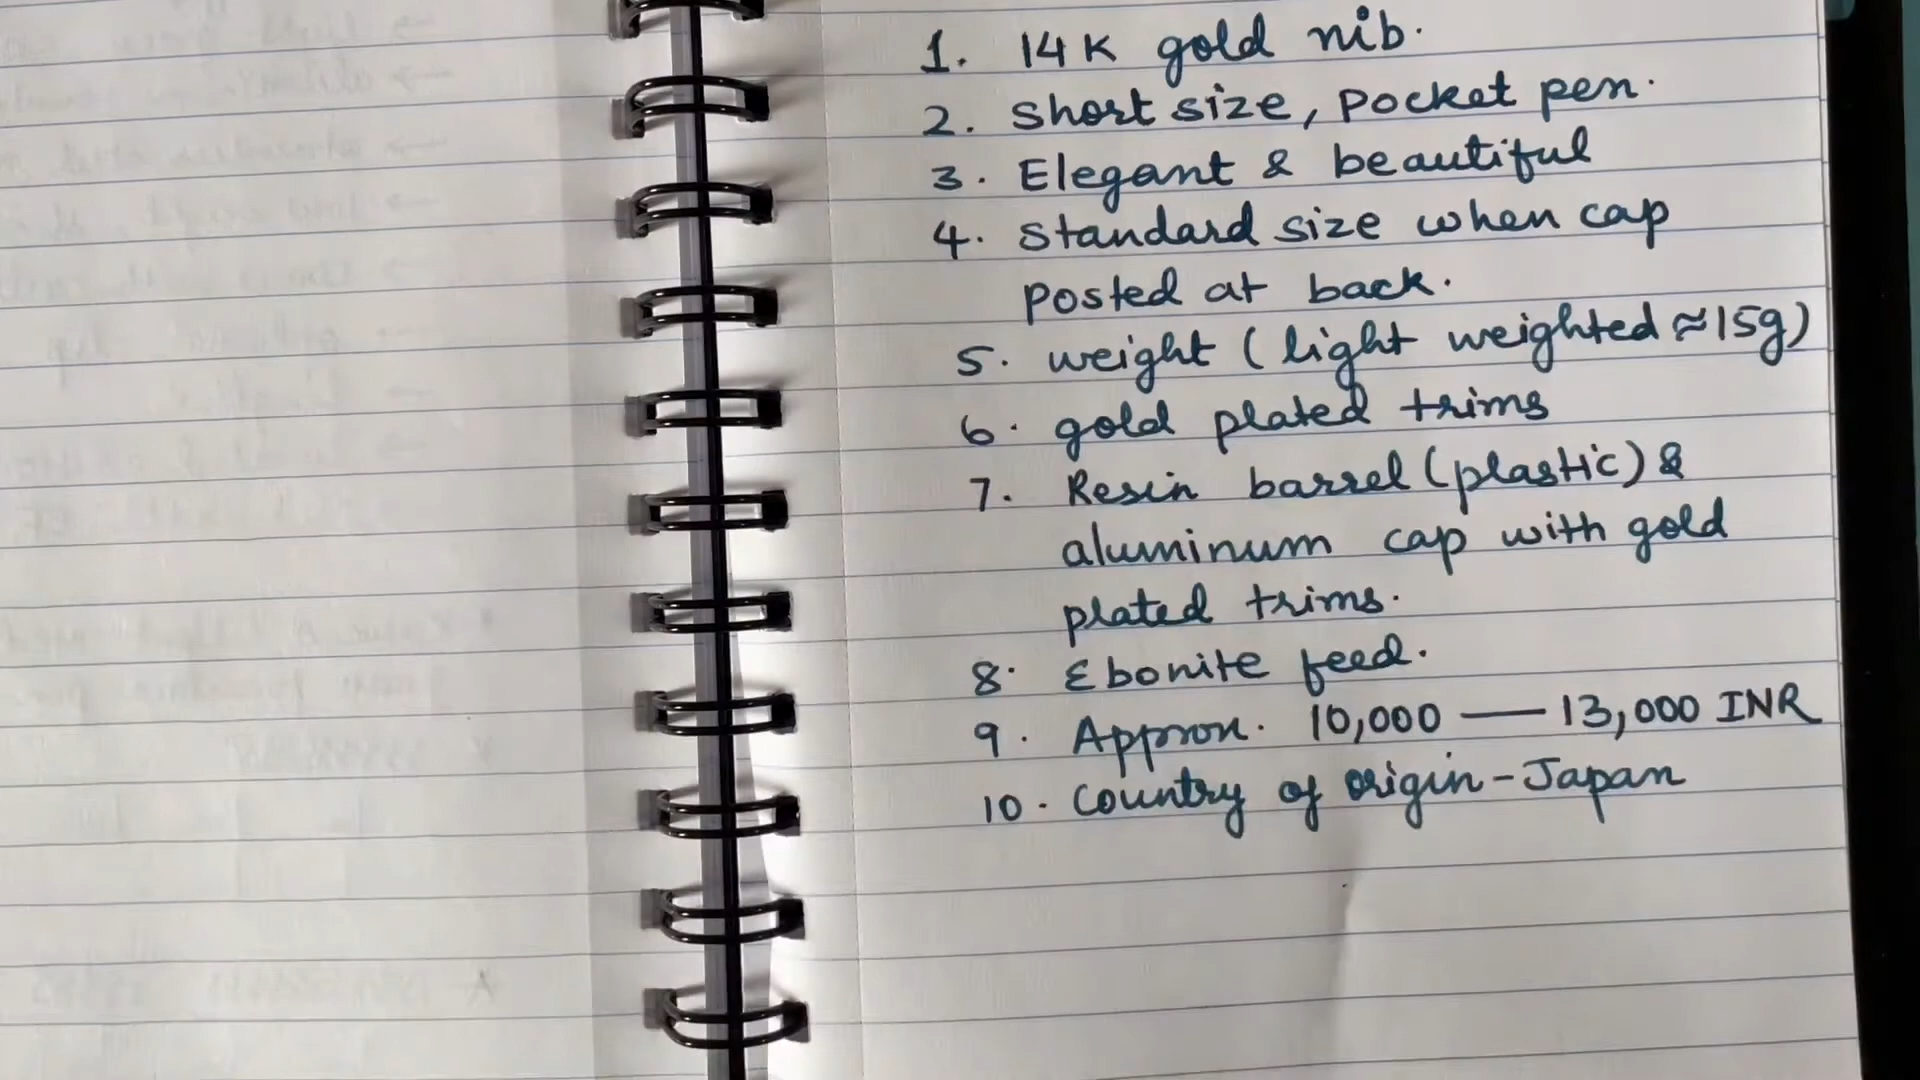 1. 14K gold nib.
2. Short size, Pocket pen.
3. Elegant & beautiful
4. Standard size when cap
posted at back.
5. weight (light weighted ≈15g)
6. gold plated trims
7. Resin barrel (plastic) &
aluminum cap with gold
plated trims.
8. Ebonite feed.
9. Approx. 10,000 — 13,000 INR
10. Country of origin - Japan